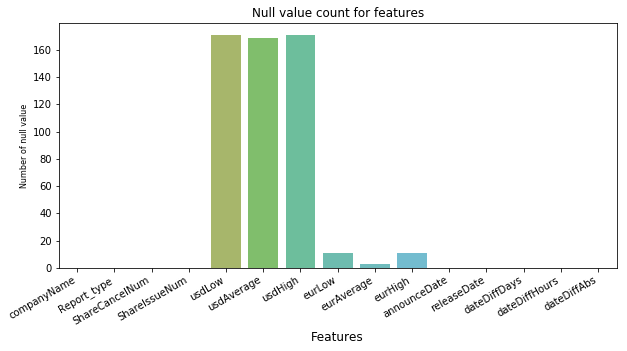 Null value count for features
Number of null value
160
140
120
100
80
60
40
20
0
companyName
Report_type
ShareCancelNum
ShareIssueNum
usdLow
usdAverage
usdHigh
eurLow
eurAverage
eurHigh
announceDate
releaseDate
dateDiffDays
dateDiffHours
dateDiffAbs
Features